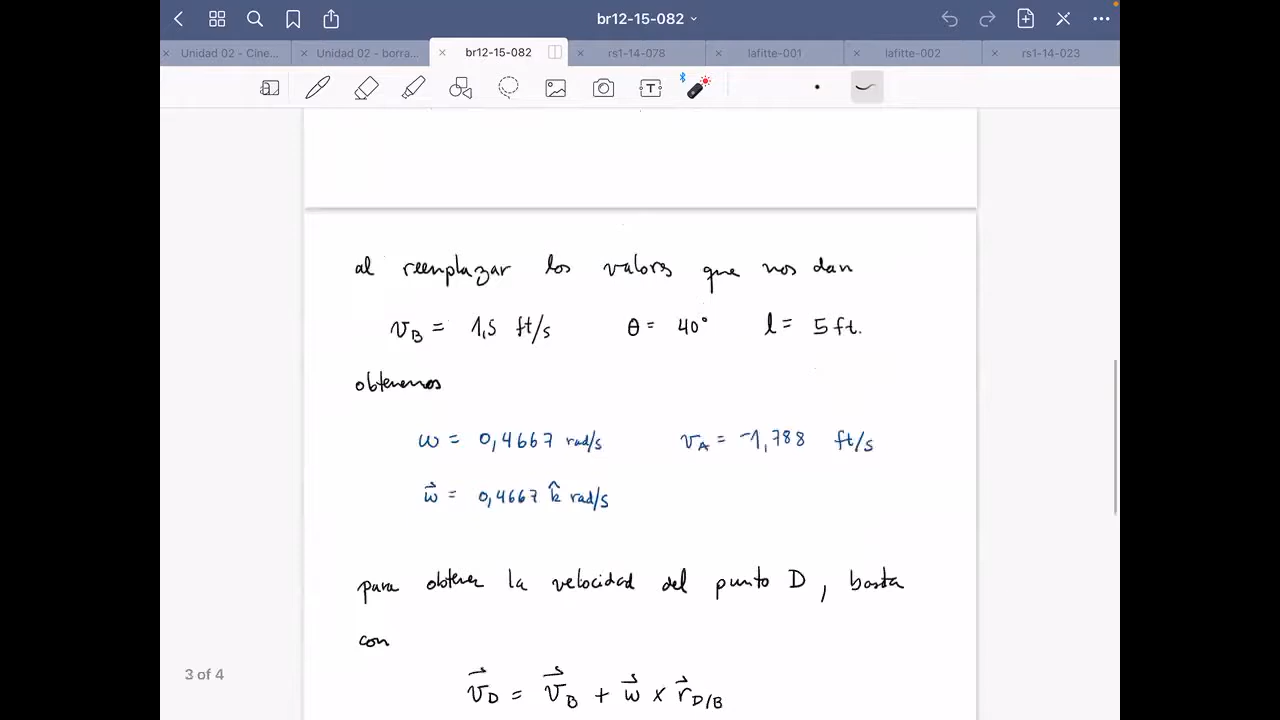 br12-15-082
Unidad 02 - Cine...
Unidad 02 - borra...
br12-15-082
rs1-14-078
lafitte-001
lafitte-002
rs1-14-023
al reemplazar los valores que nos dan
v_B = 1,5 ft/s θ = 40° l = 5 ft.
obtenemos
ω = 0,4667 rad/s v_A = -1,788 ft/s
ω⃗ = 0,4667 k̂ rad/s
para obtener la velocidad del punto D, basta
con
v⃗_D = v⃗_B + ω⃗ × r⃗_D/B
3 of 4